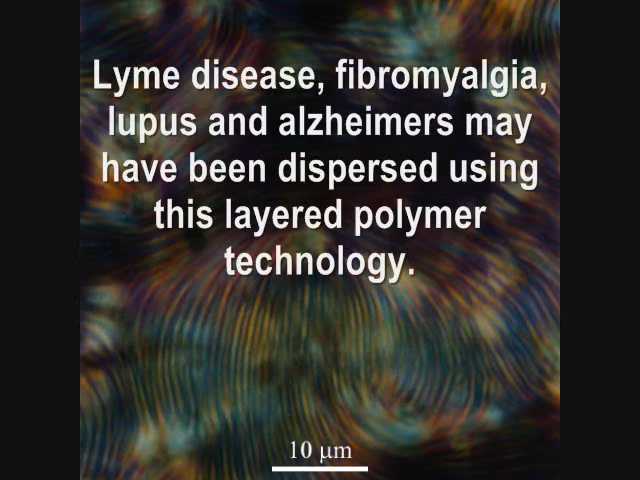 Lyme disease, fibromyalgia,
lupus and alzheimers may
have been dispersed using
this layered polymer
technology.
10 μm